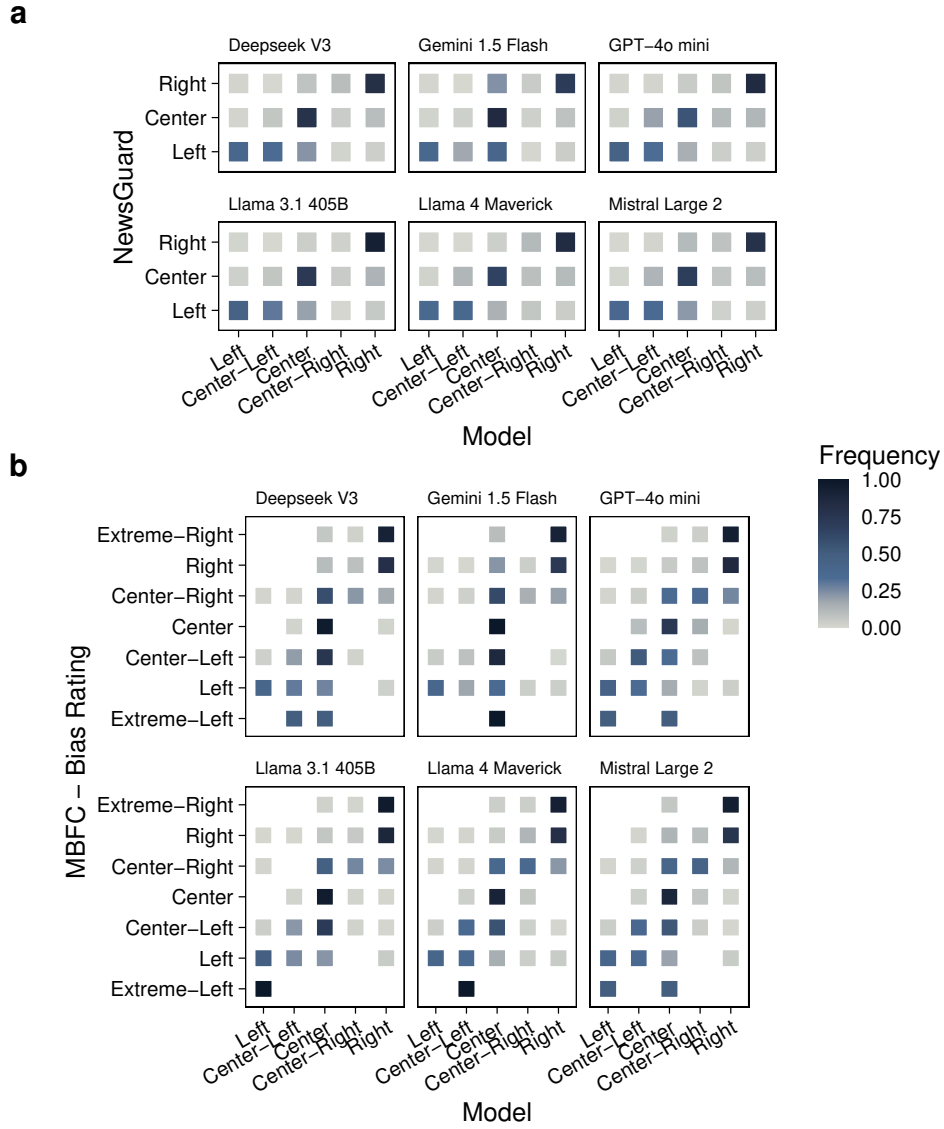 a
Deepseek V3
Gemini 1.5 Flash
GPT−4o mini
Right
Center
Left
Llama 3.1 405B
Llama 4 Maverick
Mistral Large 2
Right
Center
Left
NewsGuard
Left
Center−Left
Center
Center−Right
Right
Left
Center−Left
Center
Center−Right
Right
Left
Center−Left
Center
Center−Right
Right
Model
b
Frequency
1.00
0.75
0.50
0.25
0.00
Deepseek V3
Gemini 1.5 Flash
GPT−4o mini
Extreme−Right
Right
Center−Right
Center
Center−Left
Left
Extreme−Left
MBFC − Bias Rating
Llama 3.1 405B
Llama 4 Maverick
Mistral Large 2
Extreme−Right
Right
Center−Right
Center
Center−Left
Left
Extreme−Left
Left
Center−Left
Center
Center−Right
Right
Left
Center−Left
Center
Center−Right
Right
Left
Center−Left
Center
Center−Right
Right
Model